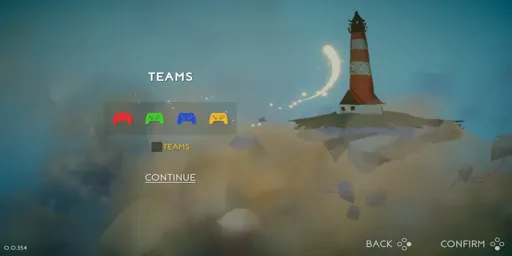 TEAMS
TEAMS
CONTINUE
BACK
CONFIRM
0.0.354